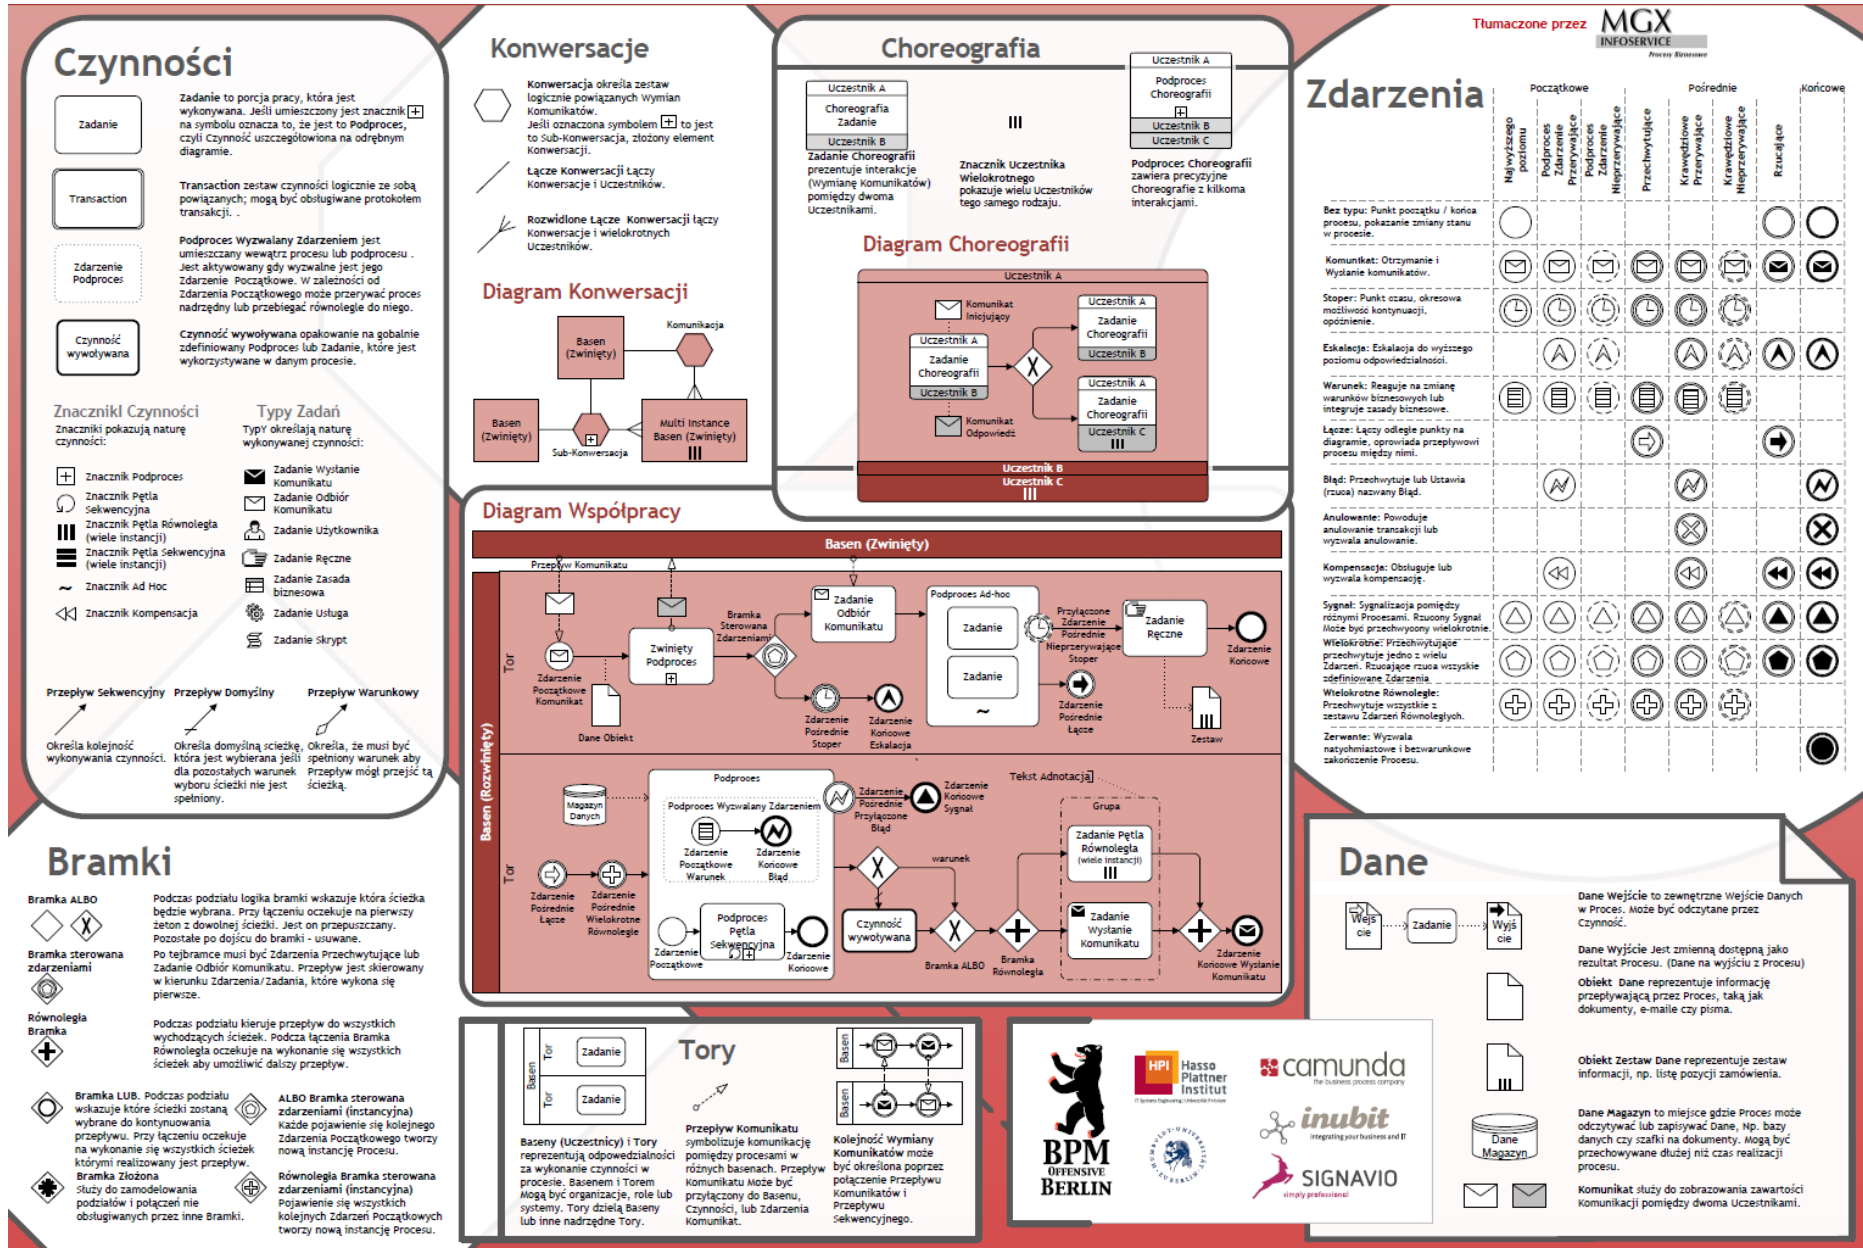 Czynności
Zadanie
Zadanie to porcja pracy, która jest
wykonywana. Jeśli umieszczony jest znacznik
na symbolu oznacza to, że jest to Podproces,
czyli Czynność uszczegółowiona na odrębnym
diagramie.
Transaction
Transaction zestaw czynności logicznie ze sobą
powiązanych; mogą być obsługiwane protokołem
transakcji. .
Zdarzenie
Podproces
Podproces Wyzwalany Zdarzeniem jest
umieszczany wewątrz procesu lub podprocesu .
Jest aktywowany gdy wyzwalne jest jego
Zdarzenie Początkowe. W zależności od
Zdarzenia Początkowego może przerywać proces
nadrzędny lub przebiegać równolegle do niego.
Czynność
wywoływana
Czynność wywoływana opakowanie na gobalnie
zdefiniowany Podproces lub Zadanie, które jest
wykorzystywane w danym procesie.
ZnacznikI Czynności
Znaczniki pokazują naturę
czynności:
Znacznik Podproces
Znacznik Pętla
Sekwencyjna
Znacznik Pętla Równoległa
(wiele instancji)
Znacznik Pętla Sekwencyjna
(wiele instancji)
Znacznik Ad Hoc
Znacznik Kompensacja
Typy Zadań
TypY określają naturę
wykonywanej czynności:
Zadanie Wysłanie
Komunikatu
Zadanie Odbiór
Komunikatu
Zadanie Użytkownika
Zadanie Ręczne
Zadanie Zasada
biznesowa
Zadanie Usługa
Zadanie Skrypt
Przepływ Sekwencyjny
Określa kolejność
wykonywania czynności.
Przepływ Domyślny
Określa domyślną scieżkę,
która jest wybierana jeśli
dla pozostałych warunek
wyboru ścieżki nie jest
spełniony.
Przepływ Warunkowy
Określa, że musi być
spełniony warunek aby
Przepływ mógł przejść tą
ścieżką.
Bramki
Bramka ALBO
Podczas podziału logika bramki wskazuje która ścieżka
będzie wybrana. Przy łączeniu oczekuje na pierwszy
żeton z dowolnej ścieżki. Jest on przepuszczany.
Pozostałe po dojścu do bramki - usuwane.
Bramka sterowana
zdarzeniami
Po tejbramce musi być Zdarzenia Przechwytujące lub
Zadanie Odbiór Komunikatu. Przepływ jest skierowany
w kierunku Zdarzenia/Zadania, które wykona się
pierwsze.
Równoległa
Bramka
Podczas podziału kieruje przepływ do wszystkich
wychodzących ścieżek. Podcza łączenia Bramka
Równoległa oczekuje na wykonanie się wszystkich
ścieżek aby umożliwić dalszy przepływ.
Bramka LUB. Podczas podziału
wskazuje które ścieżki zostaną
wybrane do kontynuowania
przepływu. Przy łączeniu oczekuje
na wykonanie się wszystkich ścieżek
którymi realizowany jest przepływ.
Bramka Złożona
Służy do zamodelowania
podziałów i połączeń nie
obsługiwanych przez inne Bramki.
ALBO Bramka sterowana
zdarzeniami (instancyjna)
Każde pojawienie się kolejnego
Zdarzenia Początkowego tworzy
nową instancję Procesu.
Równoległa Bramka sterowana
zdarzeniami (instancyjna)
Pojawienie się wszystkich
kolejnych Zdarzeń Początkowych
tworzy nową instancję Procesu.
Konwersacje
Konwersacja określa zestaw
logicznie powiązanych Wymian
Komunikatów.
Jeśli oznaczona symbolem to jest
to Sub-Konwersacja, złożony element
Konwersacji.
Łącze Konwersacji Łączy
Konwersacje i Uczestników.
Rozwidlone Łącze Konwersacji łączy
Konwersacje i wielokrotnych
Uczestników.
Diagram Konwersacji
Basen
(Zwinięty)
Komunikacja
Basen
(Zwinięty)
Sub-Konwersacja
Multi Instance
Basen (Zwinięty)
Choreografia
Uczestnik A
Choreografia
Zadanie
Uczestnik B
Zadanie Choreografii
prezentuje interakcje
(Wymianę Komunikatów)
pomiędzy dwoma
Uczestnikami.
Znacznik Uczestnika
Wielokrotnego
pokazuje wielu Uczestników
tego samego rodzaju.
Uczestnik A
Podproces
Choreografii
Uczestnik B
Uczestnik C
Podproces Choreografii
zawiera precyzyjne
Choreografie z kilkoma
interakcjami.
Diagram Choreografii
Uczestnik A
Komunikat
Inicjujący
Uczestnik A
Zadanie
Choreografii
Uczestnik B
Komunikat
Odpowiedź
Uczestnik A
Zadanie
Choreografii
Uczestnik B
Uczestnik A
Zadanie
Choreografii
Uczestnik C
Uczestnik B
Uczestnik C
Diagram Współpracy
Basen (Zwinięty)
Przepływ Komunikatu
Basen (Rozwinięty)
Tor
Zdarzenie
Początkowe
Komunikat
Zwinięty
Podproces
Dane Obiekt
Bramka
Sterowana
Zdarzeniami
Zadanie
Odbiór
Komunikatu
Zdarzenie
Pośrednie
Stoper
Zdarzenie
Końcowe
Eskalacja
Podproces Ad-hoc
Zadanie
Zadanie
Przyłączone
Zdarzenie
Pośrednie
Nieprzerywające
Stoper
Zdarzenie
Pośrednie
Łącze
Zadanie
Ręczne
Zestaw
Zdarzenie
Końcowe
Tor
Magazyn
Danych
Zdarzenie
Pośrednie
Łącze
Zdarzenie
Pośrednie
Wielokrotne
Równoległe
Podproces
Podproces Wyzwalany Zdarzeniem
Zdarzenie
Początkowe
Warunek
Zdarzenie
Końcowe
Błąd
Zdarzenie
Początkowe
Podproces
Pętla
Sekwencyjna
Zdarzenie
Końcowe
Zdarzenie
Pośrednie
Przyłączone
Błąd
Zdarzenie
Końcowe
Sygnał
warunek
Czynność
wywoływana
Bramka ALBO
Bramka
Równoległa
Tekst Adnotacja
Grupa
Zadanie Pętla
Równoległa
(wiele instancji)
Zadanie
Wysłanie
Komunikatu
Zdarzenie
Końcowe Wysłanie
Komunikatu
Tory
Basen
Tor
Zadanie
Tor
Zadanie
Baseny (Uczestnicy) i Tory
reprezentują odpowedzialności
za wykonanie czynności w
procesie. Basenem i Torem
Mogą być organizacje, role lub
systemy. Tory dzielą Baseny
lub inne nadrzędne Tory.
Przepływ Komunikatu
symbolizuje komunikację
pomiędzy procesami w
różnych basenach. Przepływ
Komunikatu Może być
przyłączony do Basenu,
Czynności, lub Zdarzenia
Komunikat.
Basen
Basen
Kolejność Wymiany
Komunikatów może
być określona poprzez
połączenie Przepływu
Komunikatów i
Przepływu
Sekwencyjnego.
BPM
OFFENSIVE
BERLIN
HPI
Hasso
Plattner
Institut
IT Systems Engineering | Universität Potsdam
HUMBOLDT-UNIVERSITÄT ZU BERLIN
camunda
the business process company
inubit
integrating your business and IT
SIGNAVIO
simply professional
Tłumaczone przez
MGX
INFOSERVICE
Procesy Biznesowe
Zdarzenia
Początkowe
Pośrednie
Końcowe
Najwyższego
poziomu
Podproces
Zdarzenie
Przerywające
Podproces
Zdarzenie
Nieprzerywające
Przechwytujące
Krawędziowe
Przerywające
Krawędziowe
Nieprzerywające
Rzucające
Bez typu: Punkt początku / końca
procesu, pokazanie zmiany stanu
w procesie.
Komunikat: Otrzymanie i
Wysłanie komunikatów.
Stoper: Punkt czasu, okresowa
możliwość kontynuacji,
opóźnienie.
Eskalacja: Eskalacja do wyższego
poziomu odpowiedzialności.
Warunek: Reaguje na zmianę
warunków biznesowych lub
integruje zasady biznesowe.
Łącze: Łączy odległe punkty na
diagramie, oprowiada przepływowi
procesu między nimi.
Błąd: Przechwytuje lub Ustawia
(rzuca) nazwany Błąd.
Anulowanie: Powoduje
anulowanie transakcji lub
wyzwala anulowanie.
Kompensacja: Obsługuje lub
wyzwala kompensację.
Sygnał: Sygnalizacja pomiędzy
różnymi Procesami. Rzucony Sygnał
Może być przechwycony wielokrotnie.
Wielokrotne: Przechwytujące
przechwytuje jedno z wielu
Zdarzeń. Rzucające rzuca wszyskie
zdefiniowane Zdarzenia
Wielokrotne Równoległe:
Przechwytuje wszystkie z
zestawu Zdarzeń Równoległych.
Zerwanie: Wyzwala
natychmiastowe i bezwarunkowe
zakończenie Procesu.
Dane
Wejś
cie
Zadanie
Wyjś
cie
Dane Wejście to zewnętrzne Wejście Danych
w Proces. Może być odczytane przez
Czynność.
Dane Wyjście Jest zmienną dostępną jako
rezultat Procesu. (Dane na wyjściu z Procesu)
Obiekt Dane reprezentuje informację
przepływającą przez Proces, taką jak
dokumenty, e-maile czy pisma.
Obiekt Zestaw Dane reprezentuje zestaw
informacji, np. listę pozycji zamówienia.
Dane
Magazyn
Dane Magazyn to miejsce gdzie Proces może
odczytywać lub zapisywać Dane, Np. bazy
danych czy szafki na dokumenty. Mogą być
przechowywane dłużej niż czas realizacji
procesu.
Komunikat służy do zobrazowania zawartości
Komunikacji pomiędzy dwoma Uczestnikami.